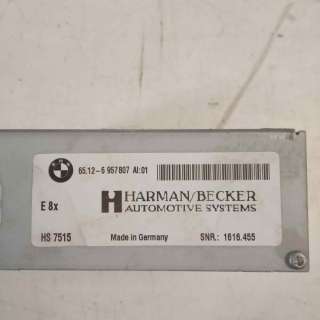 65.12-6 957 807 AI:01
E 8x
HARMAN/BECKER
AUTOMOTIVE SYSTEMS
HS 7515 Made in Germany SNR.: 1616.455